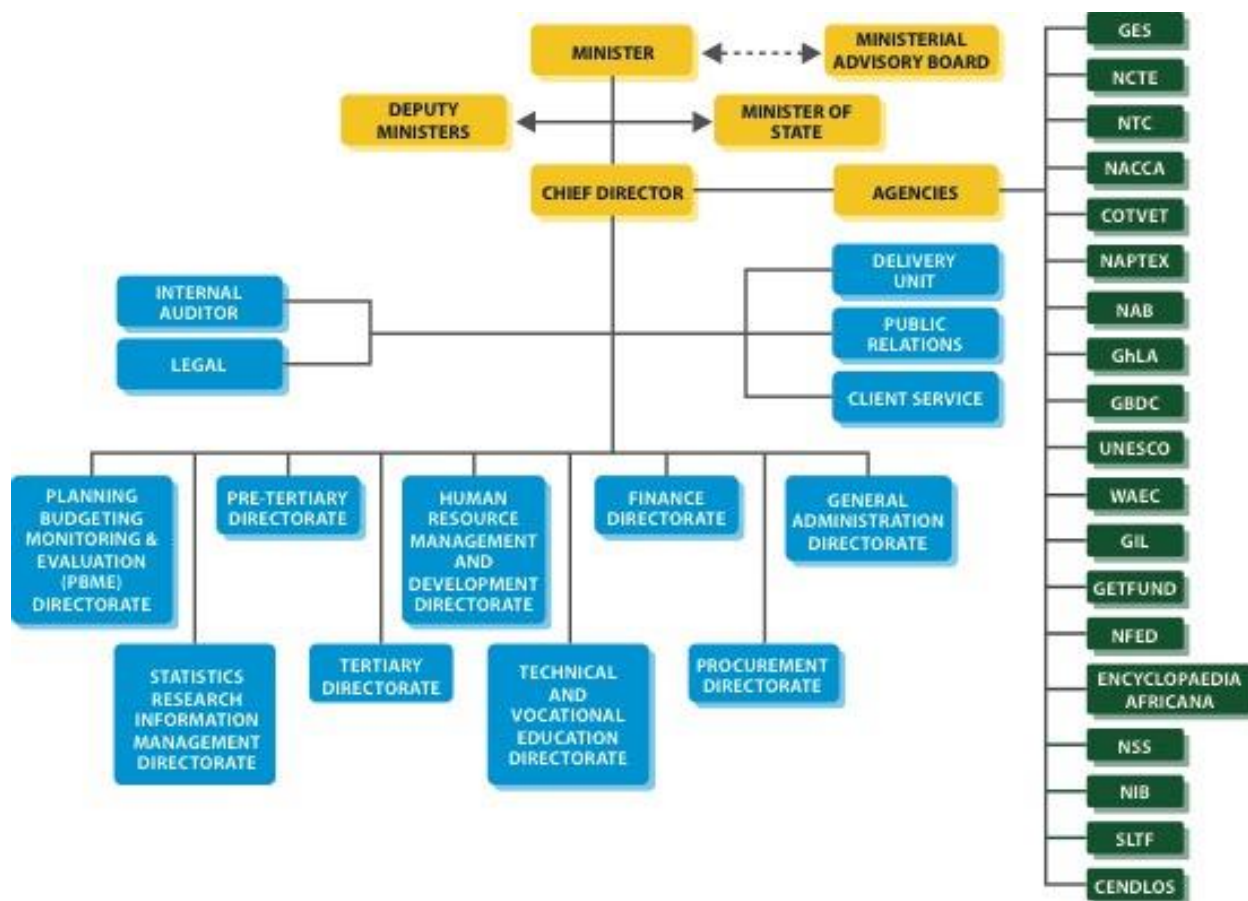 MINISTER
MINISTERIAL
ADVISORY BOARD
DEPUTY
MINISTERS
MINISTER OF
STATE
CHIEF DIRECTOR
AGENCIES
INTERNAL
AUDITOR
LEGAL
DELIVERY
UNIT
PUBLIC
RELATIONS
CLIENT SERVICE
PLANNING
BUDGETING
MONITORING &
EVALUATION
(PBME)
DIRECTORATE
PRE-TERTIARY
DIRECTORATE
HUMAN
RESOURCE
MANAGEMENT
AND
DEVELOPMENT
DIRECTORATE
FINANCE
DIRECTORATE
GENERAL
ADMINISTRATION
DIRECTORATE
STATISTICS
RESEARCH
INFORMATION
MANAGEMENT
DIRECTORATE
TERTIARY
DIRECTORATE
TECHNICAL
AND
VOCATIONAL
EDUCATION
DIRECTORATE
PROCUREMENT
DIRECTORATE
GES
NCTE
NTC
NACCA
COTVET
NAPTEX
NAB
GhLA
GBDC
UNESCO
WAEC
GIL
GETFUND
NFED
ENCYCLOPAEDIA
AFRICANA
NSS
NIB
SLTF
CENDLOS